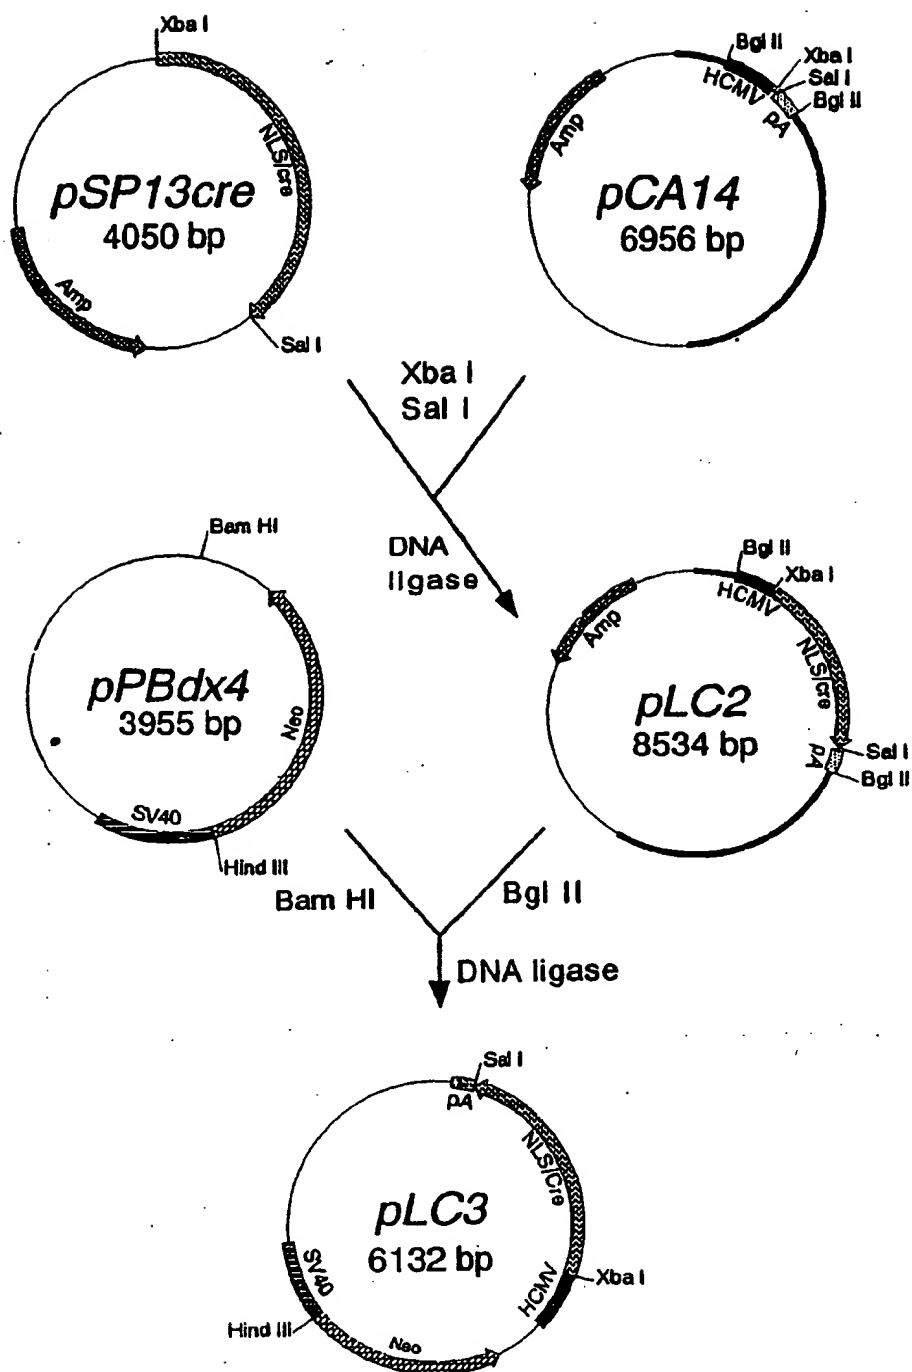 Xba I
NLS/cre
pSP13cre
4050 bp
Amp
Sal I
Bgl II
Xba I
Sal I
Bgl II
HCMV
pA
Amp
pCA14
6956 bp
Xba I
Sal I
DNA
ligase
Bam HI
pPBdx4
3955 bp
Neo
SV40
Hind III
Bgl II
Xba I
HCMV
Amp
NLS/cre
pLC2
8534 bp
Sal I
pA
Bgl II
Bam HI
Bgl II
DNA ligase
Sal I
pA
NLS/Cre
pLC3
6132 bp
SV40
HCMV
Xba I
Hind III
Neo